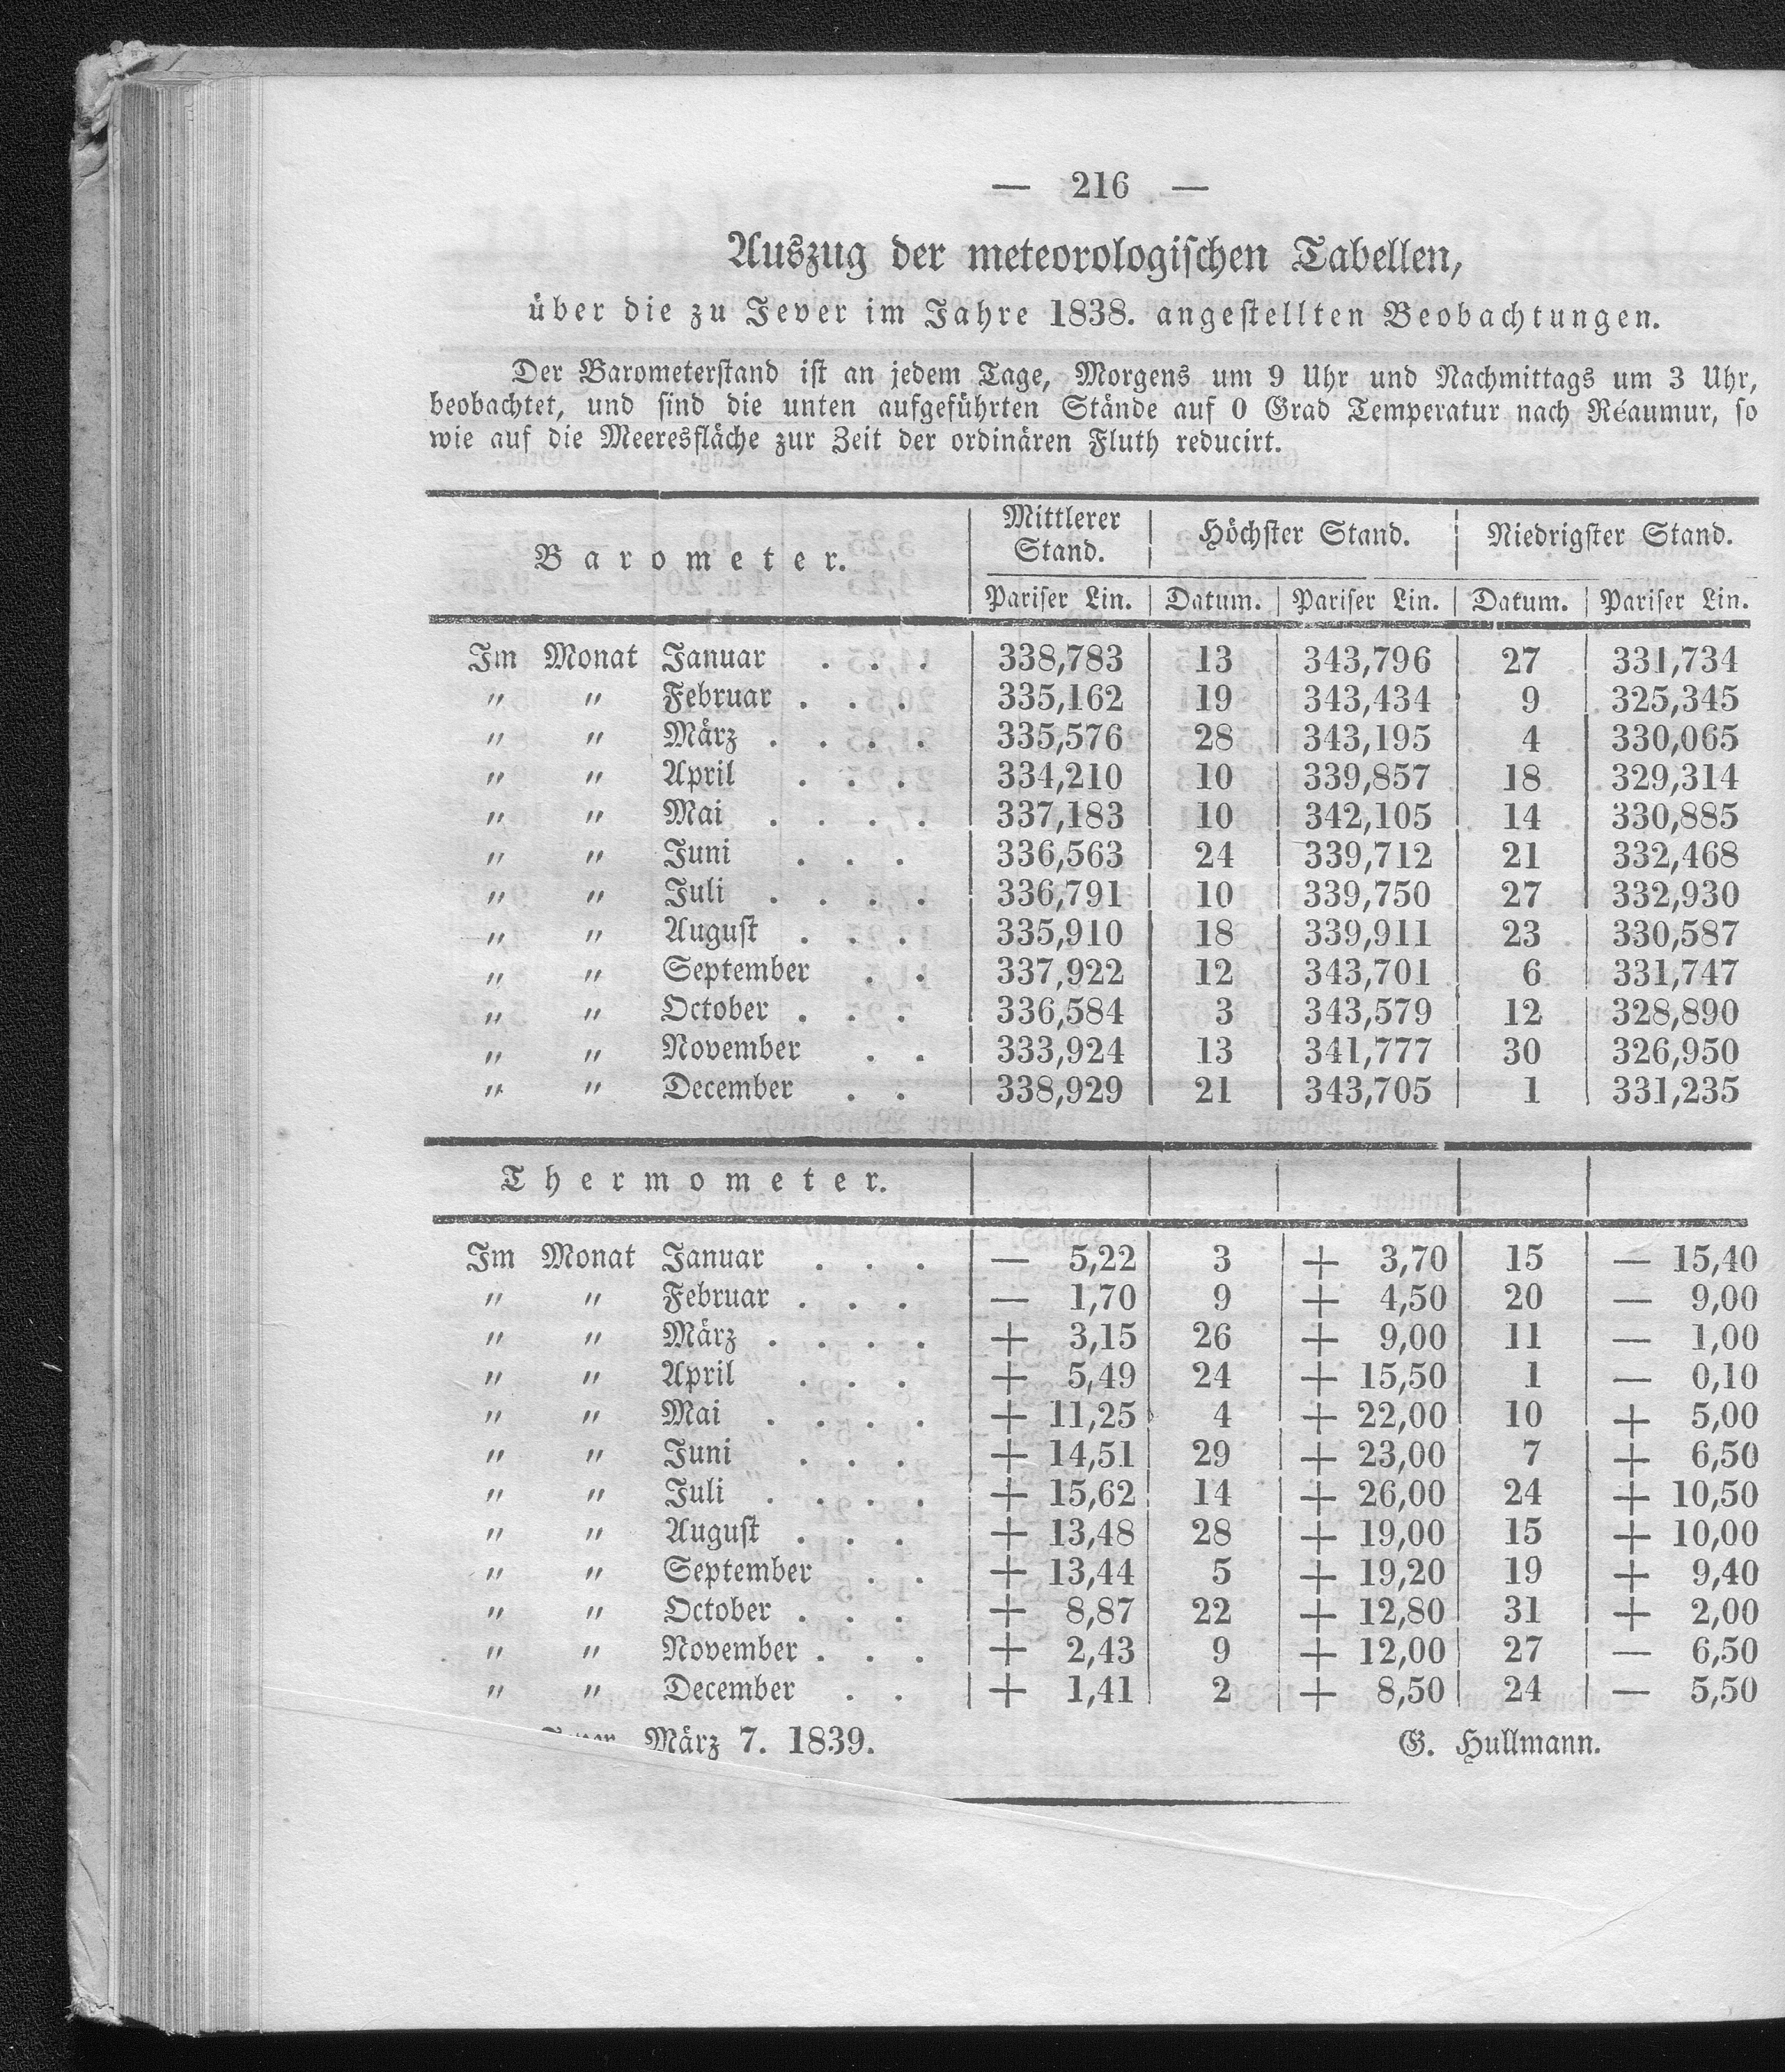 — 216 —
Auszug der meteorologischen Tabellen,
über die zu Jever im Jahre 1838. angestellten Beobachtungen.
Der Barometerstand ist an jedem Tage, Morgens um 9 Uhr und Nachmittags um 3 Uhr,
beobachtet, und sind die unten aufgeführten Stände auf 0 Grad Temperatur nach Réaumur, so
wie auf die Meeresfläche zur Zeit der ordinären Fluth reducirt.
Barometer. Mittlerer Stand. Höchster Stand. Niedrigster Stand.
Pariser Lin. Datum. Pariser Lin. Datum. Pariser Lin.
Im Monat Januar . . . 338,783 13 343,796 27 331,734
" " Februar . . . 335,162 19 343,434 9 325,345
" " März . . . . 335,576 28 343,195 4 330,065
" " April . . . 334,210 10 339,857 18 329,314
" " Mai . . . . 337,183 10 342,105 14 330,885
" " Juni . . . 336,563 24 339,712 21 332,468
" " Juli . . . . 336,791 10 339,750 27 332,930
" " August . . . 335,910 18 339,911 23 330,587
" " September . . 337,922 12 343,701 6 331,747
" " October . . . 336,584 3 343,579 12 328,890
" " November . . 333,924 13 341,777 30 326,950
" " December . . 338,929 21 343,705 1 331,235
Thermometer.
Im Monat Januar . . . — 5,22 3 + 3,70 15 — 15,40
" " Februar . . . — 1,70 9 + 4,50 20 — 9,00
" " März . . . . + 3,15 26 + 9,00 11 — 1,00
" " April . . . + 5,49 24 + 15,50 1 — 0,10
" " Mai . . . . + 11,25 4 + 22,00 10 + 5,00
" " Juni . . . + 14,51 29 + 23,00 7 + 6,50
" " Juli . . . . + 15,62 14 + 26,00 24 + 10,50
" " August . . . + 13,48 28 + 19,00 15 + 10,00
" " September . . + 13,44 5 + 19,20 19 + 9,40
" " October . . . + 8,87 22 + 12,80 31 + 2,00
" " November . . . + 2,43 9 + 12,00 27 — 6,50
" " December . . + 1,41 2 + 8,50 24 — 5,50
März 7. 1839. G. Hullmann.